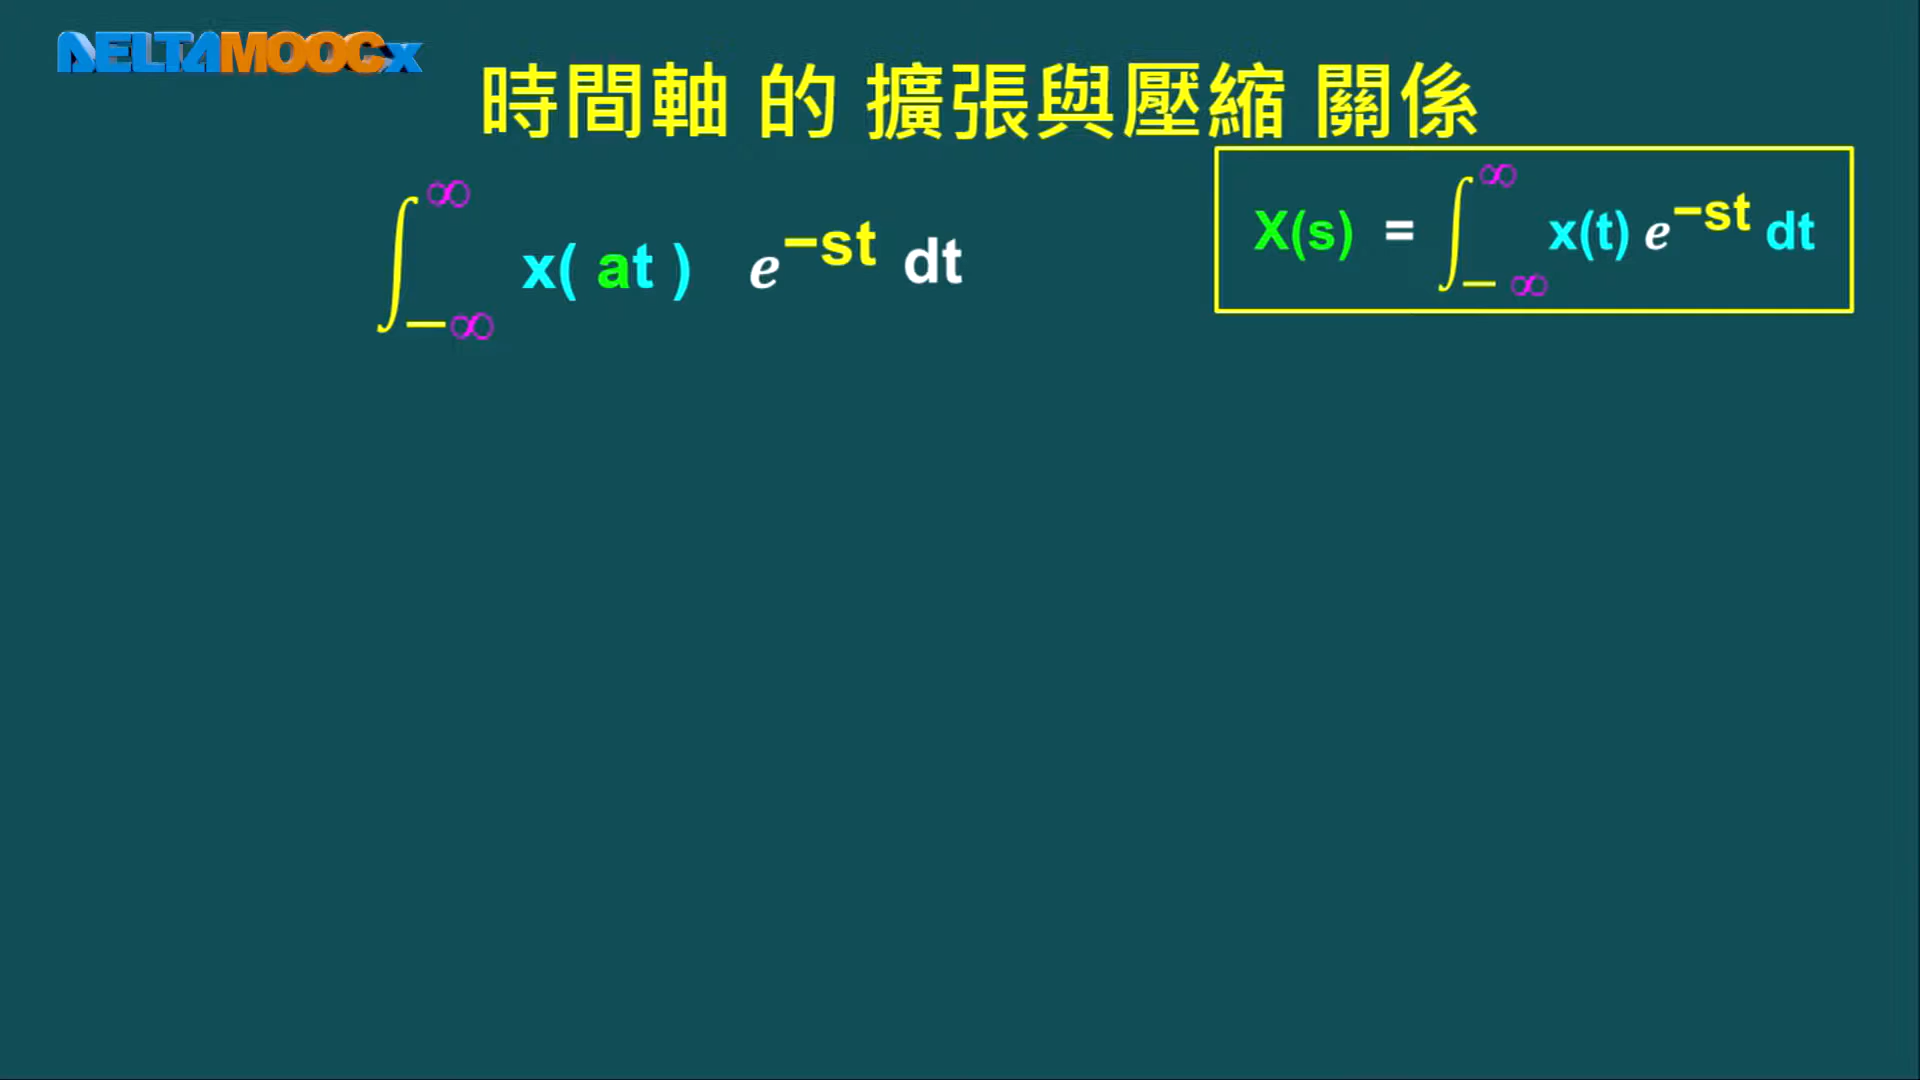 DELTAMOOCx
時間軸 的 擴張與壓縮 關係
∫_{−∞}^{∞} x( at ) e^{−st} dt
X(s) = ∫_{−∞}^{∞} x(t) e^{−st} dt